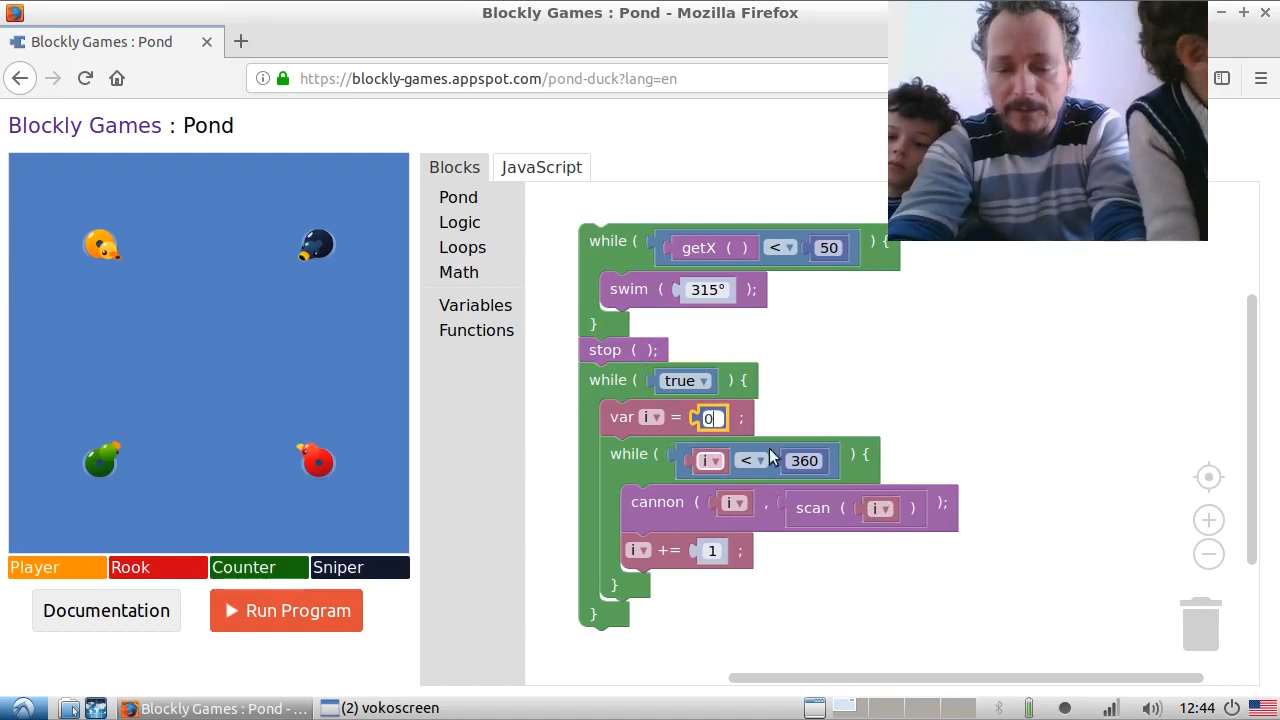 Blockly Games : Pond - Mozilla Firefox
Blockly Games : Pond
https://blockly-games.appspot.com/pond-duck?lang=en
Blockly Games : Pond
Blocks
JavaScript
Pond
Logic
Loops
Math
Variables
Functions
while ( getX ( ) < 50 ) {
swim ( 315° );
}
stop ( );
while ( true ) {
var i = 0 ;
while ( i < 360 ) {
cannon ( i , scan ( i ) );
i += 1 ;
}
}
Player Rook Counter Sniper
Documentation
Run Program
Blockly Games : Pond - ...
(2) vokoscreen
12:44